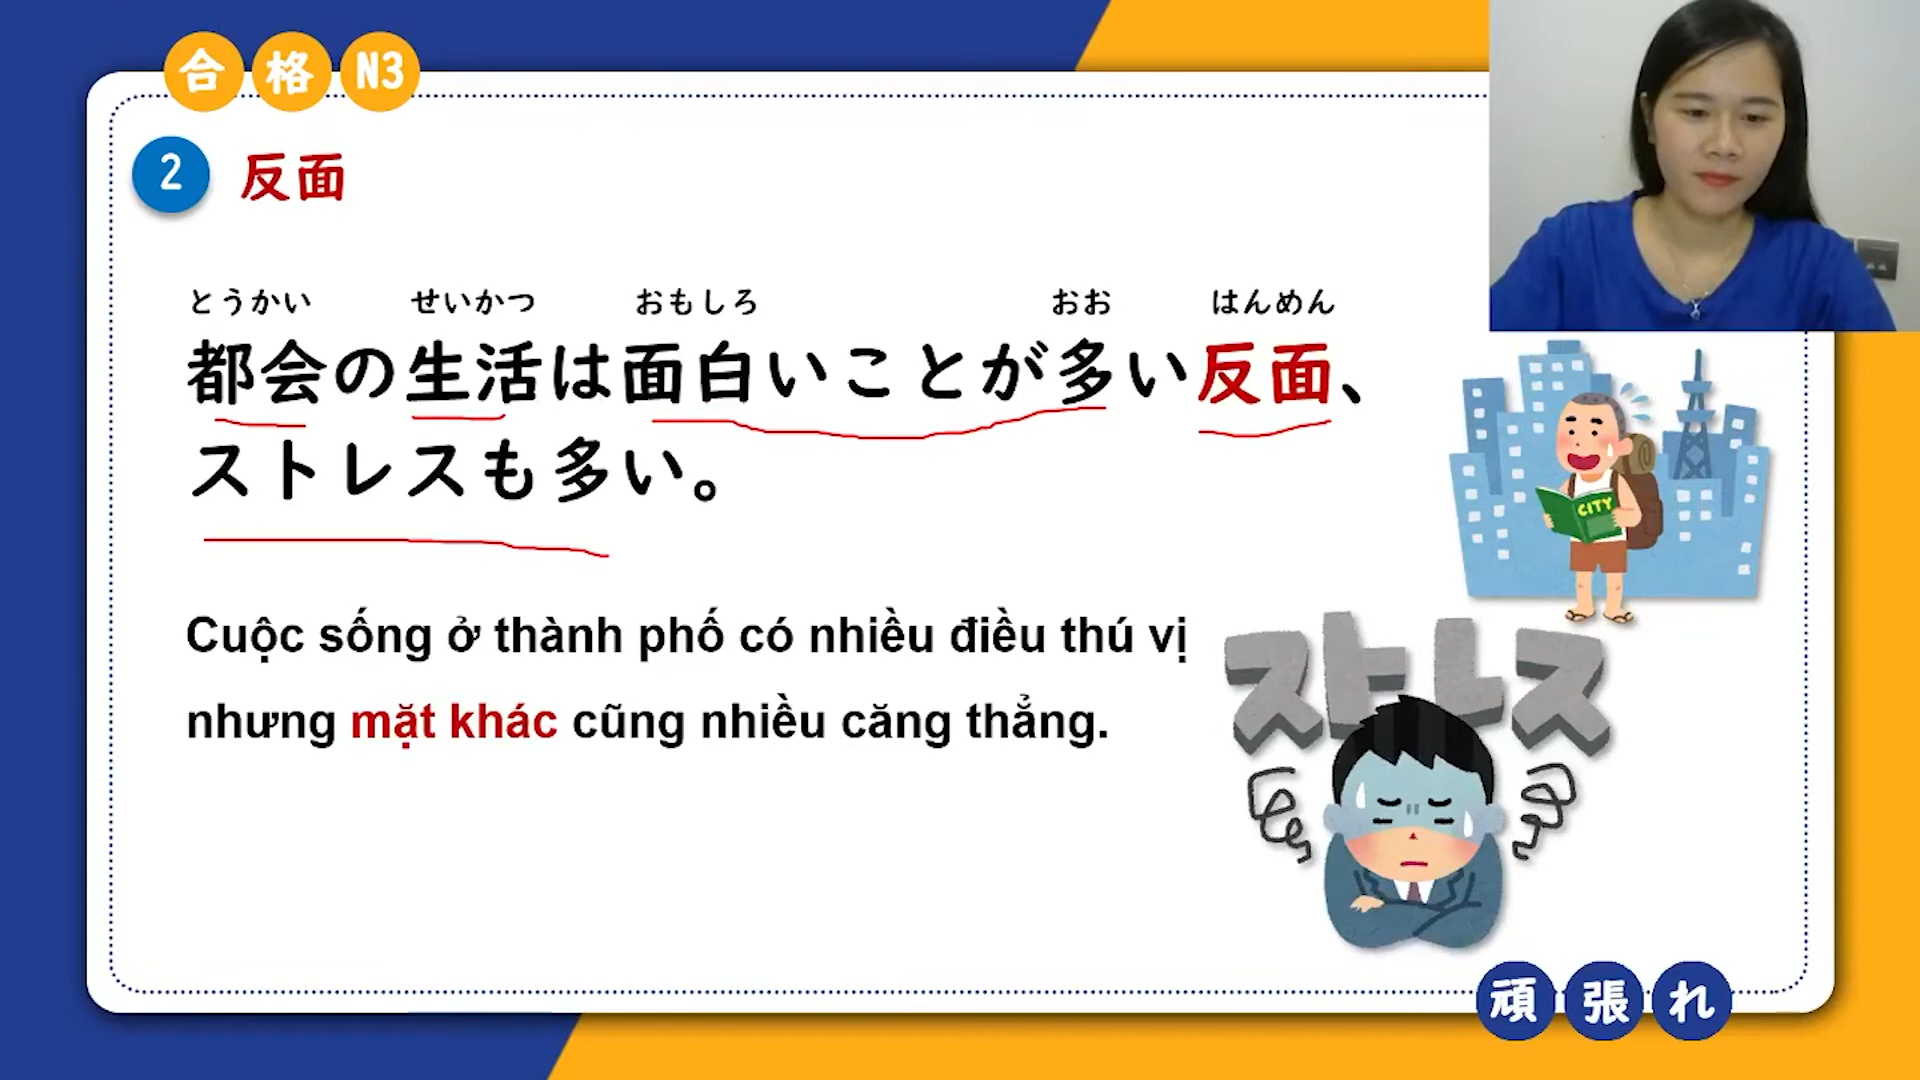 合格N3
2 反面
とうかい せいかつ おもしろ おお はんめん
都会の生活は面白いことが多い反面、
ストレスも多い。
CITY
Cuộc sống ở thành phố có nhiều điều thú vị
nhưng mặt khác cũng nhiều căng thẳng.
ストレス
頑張れ